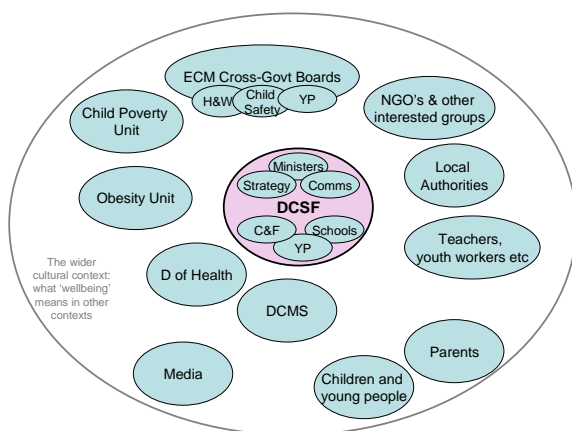 ECM Cross-Govt Boards
H&W
Child
Safety
YP
Child Poverty
Unit
NGO's & other
interested groups
Ministers
Strategy
Comms
DCSF
C&F
Schools
YP
Local
Authorities
Obesity Unit
Teachers,
youth workers etc
The wider
cultural context:
what 'wellbeing'
means in other
contexts
D of Health
DCMS
Parents
Media
Children and
young people